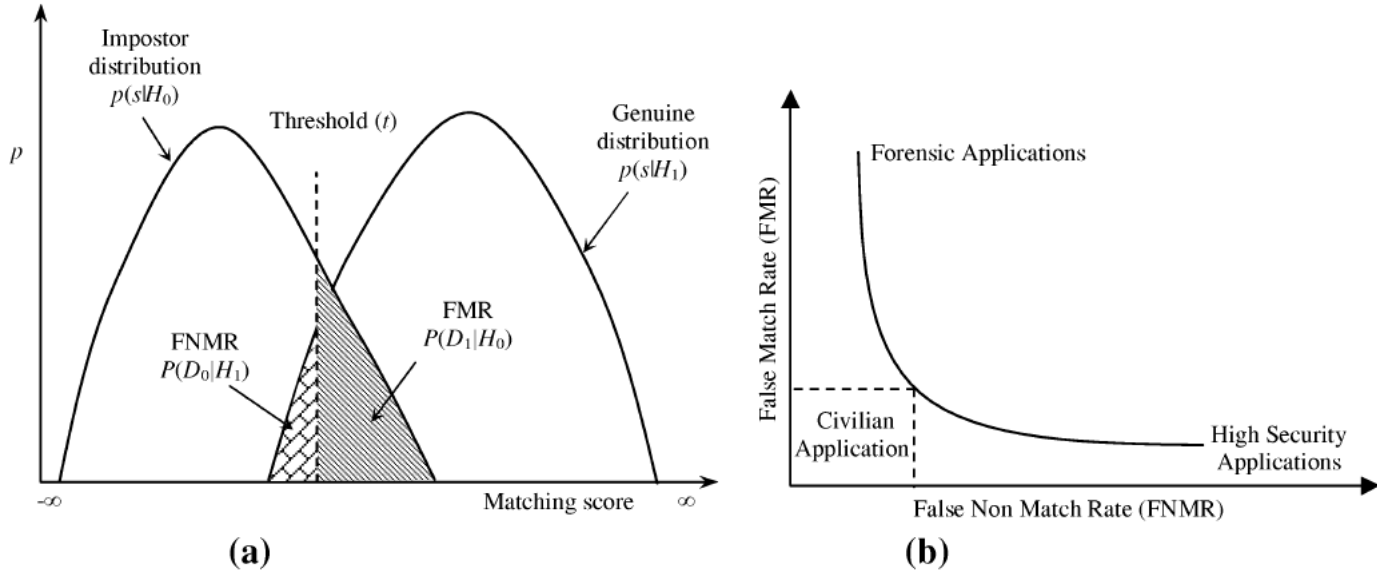 Impostor
distribution
p(s|H₀)
Threshold (t)
Genuine
distribution
p(s|H₁)
p
FNMR
P(D₀|H₁)
FMR
P(D₁|H₀)
-∞
Matching score
∞
(a)
False Match Rate (FMR)
Forensic Applications
Civilian
Application
High Security
Applications
False Non Match Rate (FNMR)
(b)